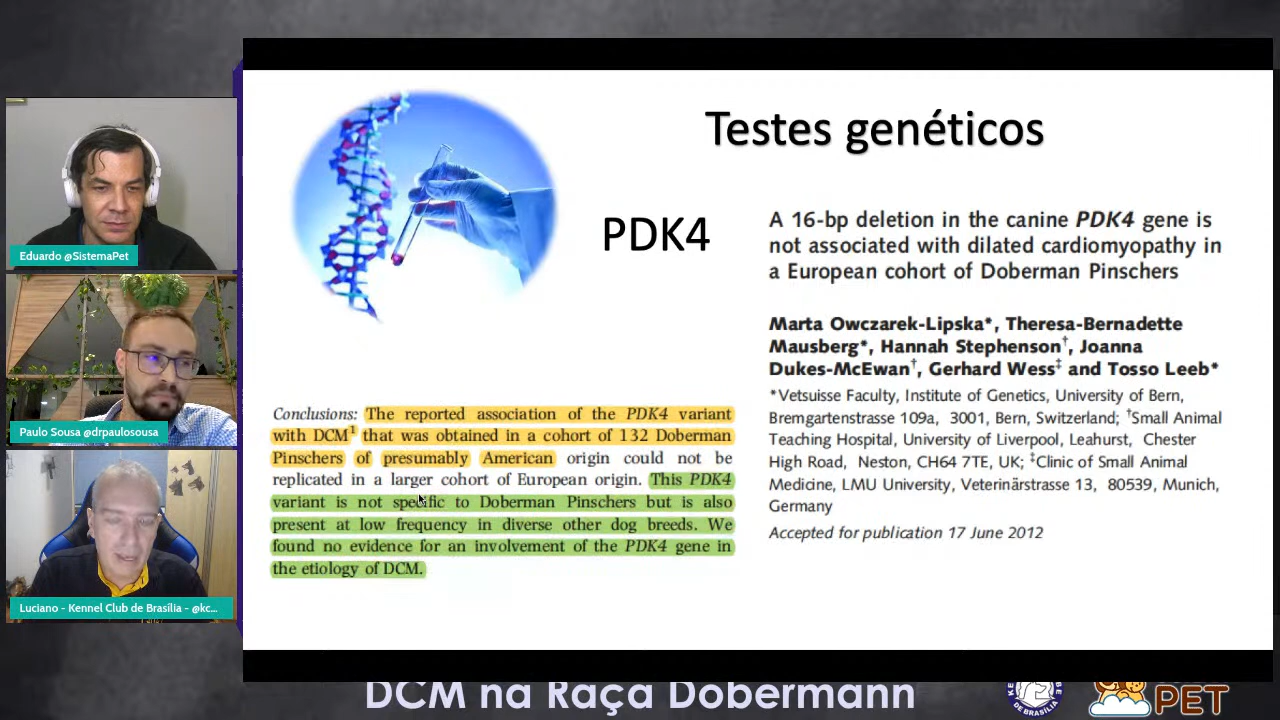 Testes genéticos
PDK4
A 16-bp deletion in the canine PDK4 gene is
not associated with dilated cardiomyopathy in
a European cohort of Doberman Pinschers
Marta Owczarek-Lipska*, Theresa-Bernadette
Mausberg*, Hannah Stephenson†, Joanna
Dukes-McEwan†, Gerhard Wess‡ and Tosso Leeb*
*Vetsuisse Faculty, Institute of Genetics, University of Bern,
Bremgartenstrasse 109a, 3001, Bern, Switzerland; †Small Animal
Teaching Hospital, University of Liverpool, Leahurst, Chester
High Road, Neston, CH64 7TE, UK; ‡Clinic of Small Animal
Medicine, LMU University, Veterinärstrasse 13, 80539, Munich,
Germany
Accepted for publication 17 June 2012
Conclusions: The reported association of the PDK4 variant
with DCM1 that was obtained in a cohort of 132 Doberman
Pinschers of presumably American origin could not be
replicated in a larger cohort of European origin. This PDK4
variant is not specific to Doberman Pinschers but is also
present at low frequency in diverse other dog breeds. We
found no evidence for an involvement of the PDK4 gene in
the etiology of DCM.
Eduardo @SistemaPet
Paulo Sousa @drpaulosousa
Luciano - Kennel Club de Brasília - @kc...
DCM na Raça Dobermann
DE BRASÍLIA
PET